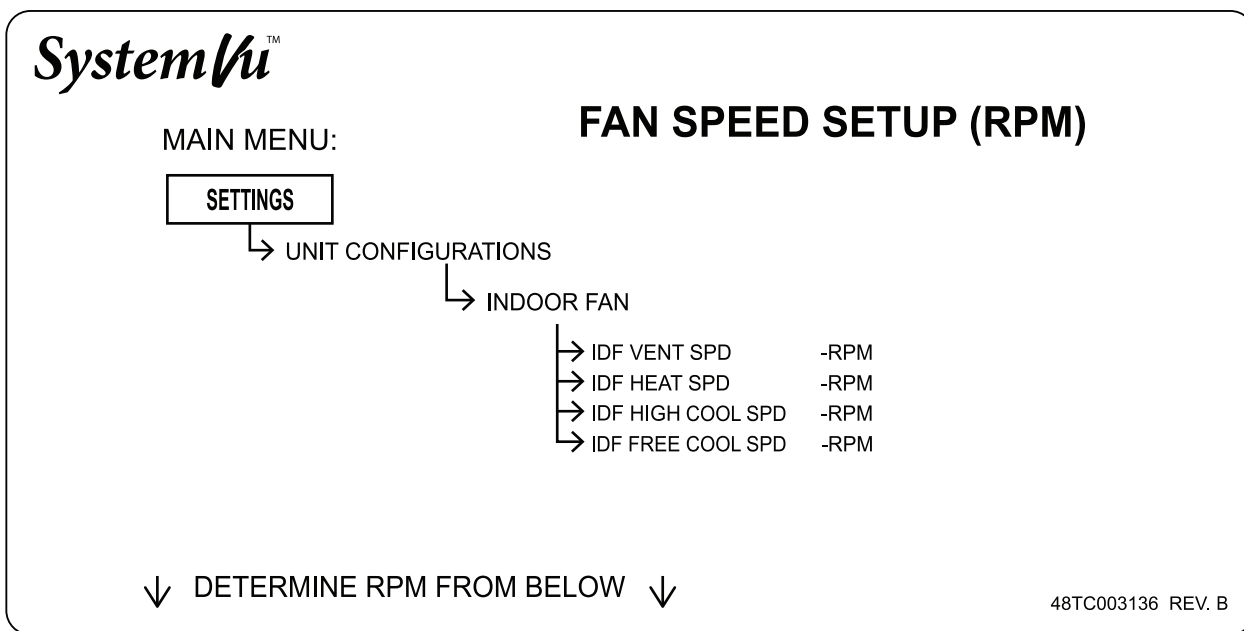 SystemVu™
FAN SPEED SETUP (RPM)
MAIN MENU:
SETTINGS
UNIT CONFIGURATIONS
INDOOR FAN
IDF VENT SPD -RPM
IDF HEAT SPD -RPM
IDF HIGH COOL SPD -RPM
IDF FREE COOL SPD -RPM
DETERMINE RPM FROM BELOW
48TC003136 REV. B